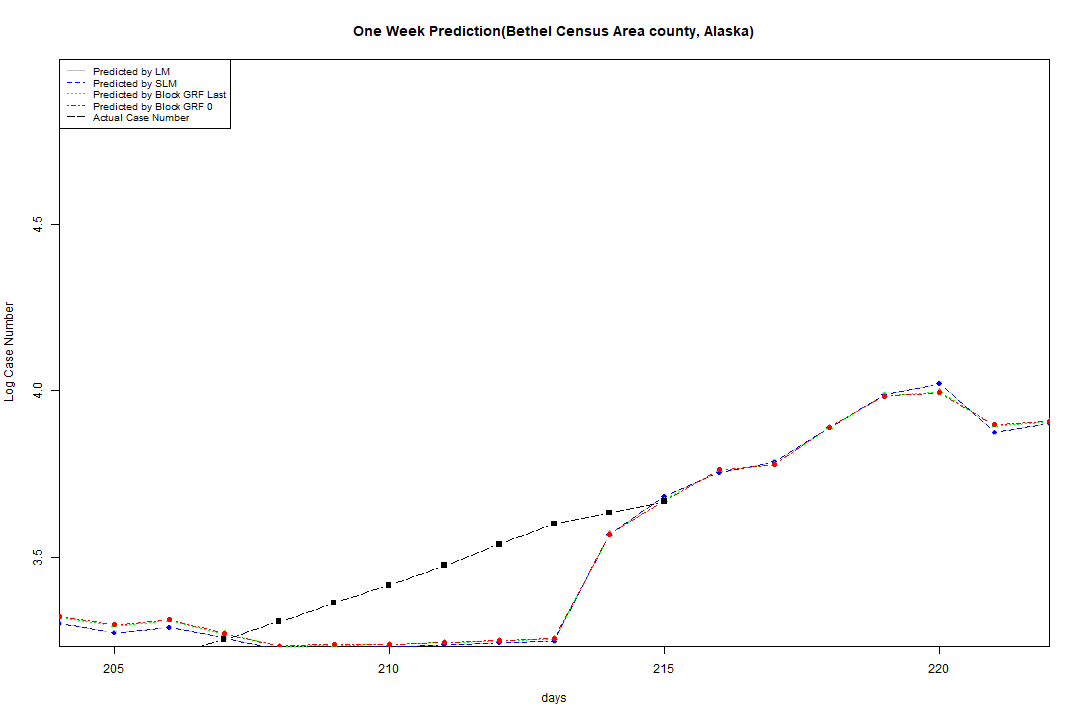 One Week Prediction(Bethel Census Area county, Alaska)
Predicted by LM
Predicted by SLM
Predicted by Block GRF Last
Predicted by Block GRF 0
Actual Case Number
4.5
4.0
3.5
Log Case Number
205 210 215 220
days